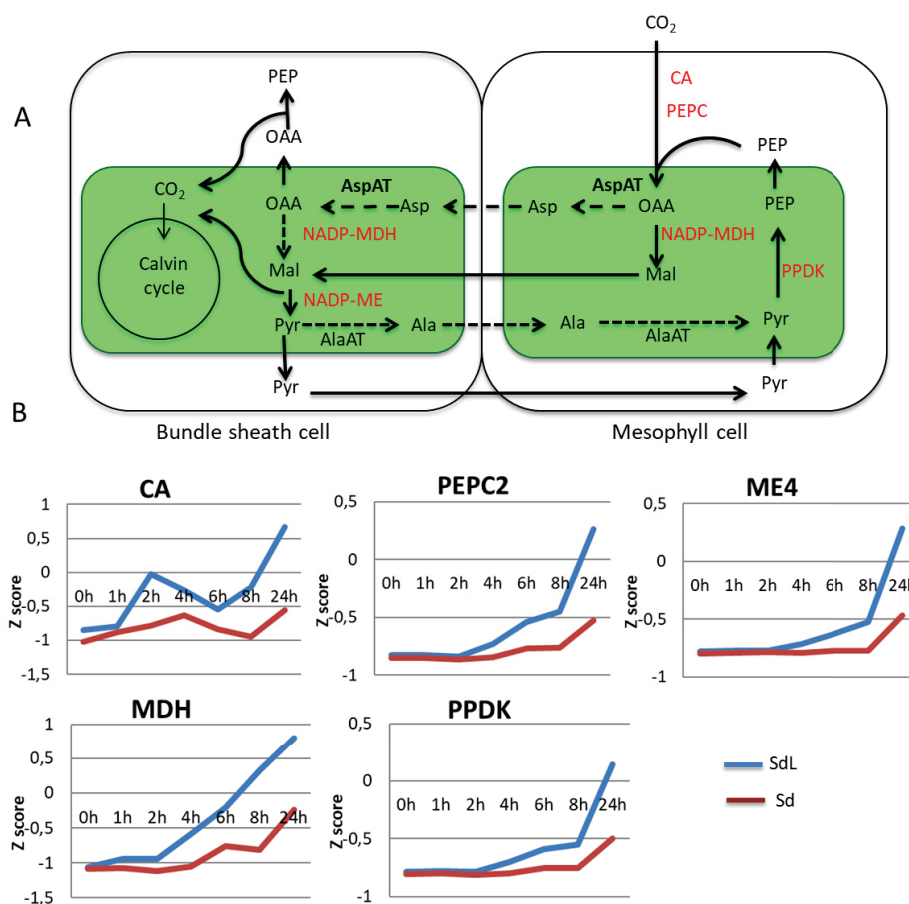 A
CO2
CA
PEPC
PEP
PEP
OAA
CO2
AspAT
AspAT
OAA
Asp
Asp
OAA
PEP
NADP-MDH
NADP-MDH
Calvin
cycle
Mal
Mal
NADP-ME
PPDK
Pyr
Ala
Ala
Pyr
AlaAT
AlaAT
Pyr
Pyr
Bundle sheath cell
Mesophyll cell
B
CA
Z score
1
0,5
0
-0,5
-1
-1,5
0h 1h 2h 4h 6h 8h 24h
PEPC2
Z score
0,5
0
-0,5
-1
0h 1h 2h 4h 6h 8h 24h
ME4
Z score
0,5
0
-0,5
-1
0h 1h 2h 4h 6h 8h 24h
MDH
Z score
1
0,5
0
-0,5
-1
-1,5
0h 1h 2h 4h 6h 8h 24h
PPDK
Z score
0,5
0
-0,5
-1
0h 1h 2h 4h 6h 8h 24h
SdL
Sd